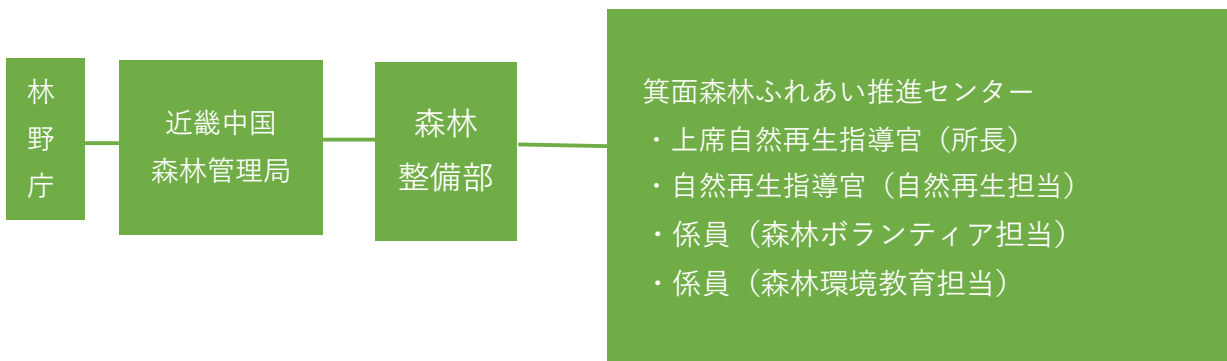 林野庁
近畿中国
森林管理局
森林
整備部
箕面森林ふれあい推進センター
・上席自然再生指導官（所長）
・自然再生指導官（自然再生担当）
・係員（森林ボランティア担当）
・係員（森林環境教育担当）